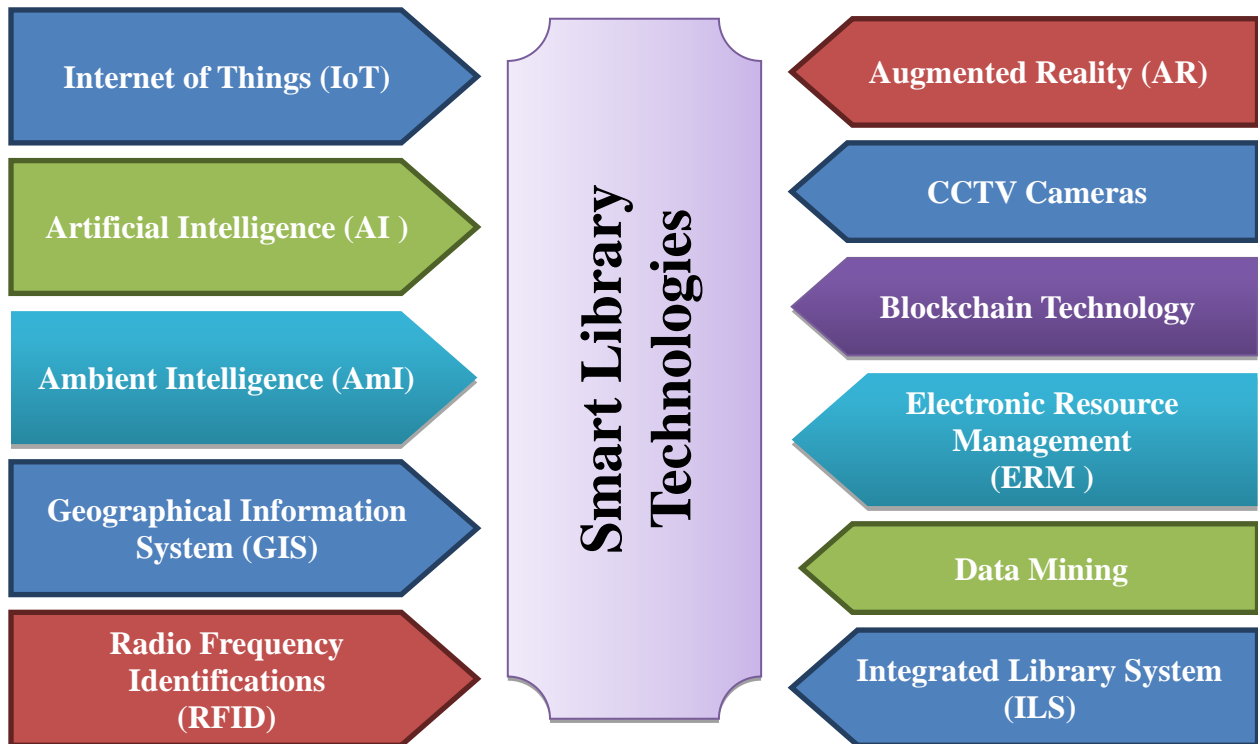 Internet of Things (IoT)
Artificial Intelligence (AI )
Ambient Intelligence (AmI)
Geographical Information
System (GIS)
Radio Frequency
Identifications
(RFID)
Smart Library
Technologies
Augmented Reality (AR)
CCTV Cameras
Blockchain Technology
Electronic Resource
Management
(ERM )
Data Mining
Integrated Library System
(ILS)